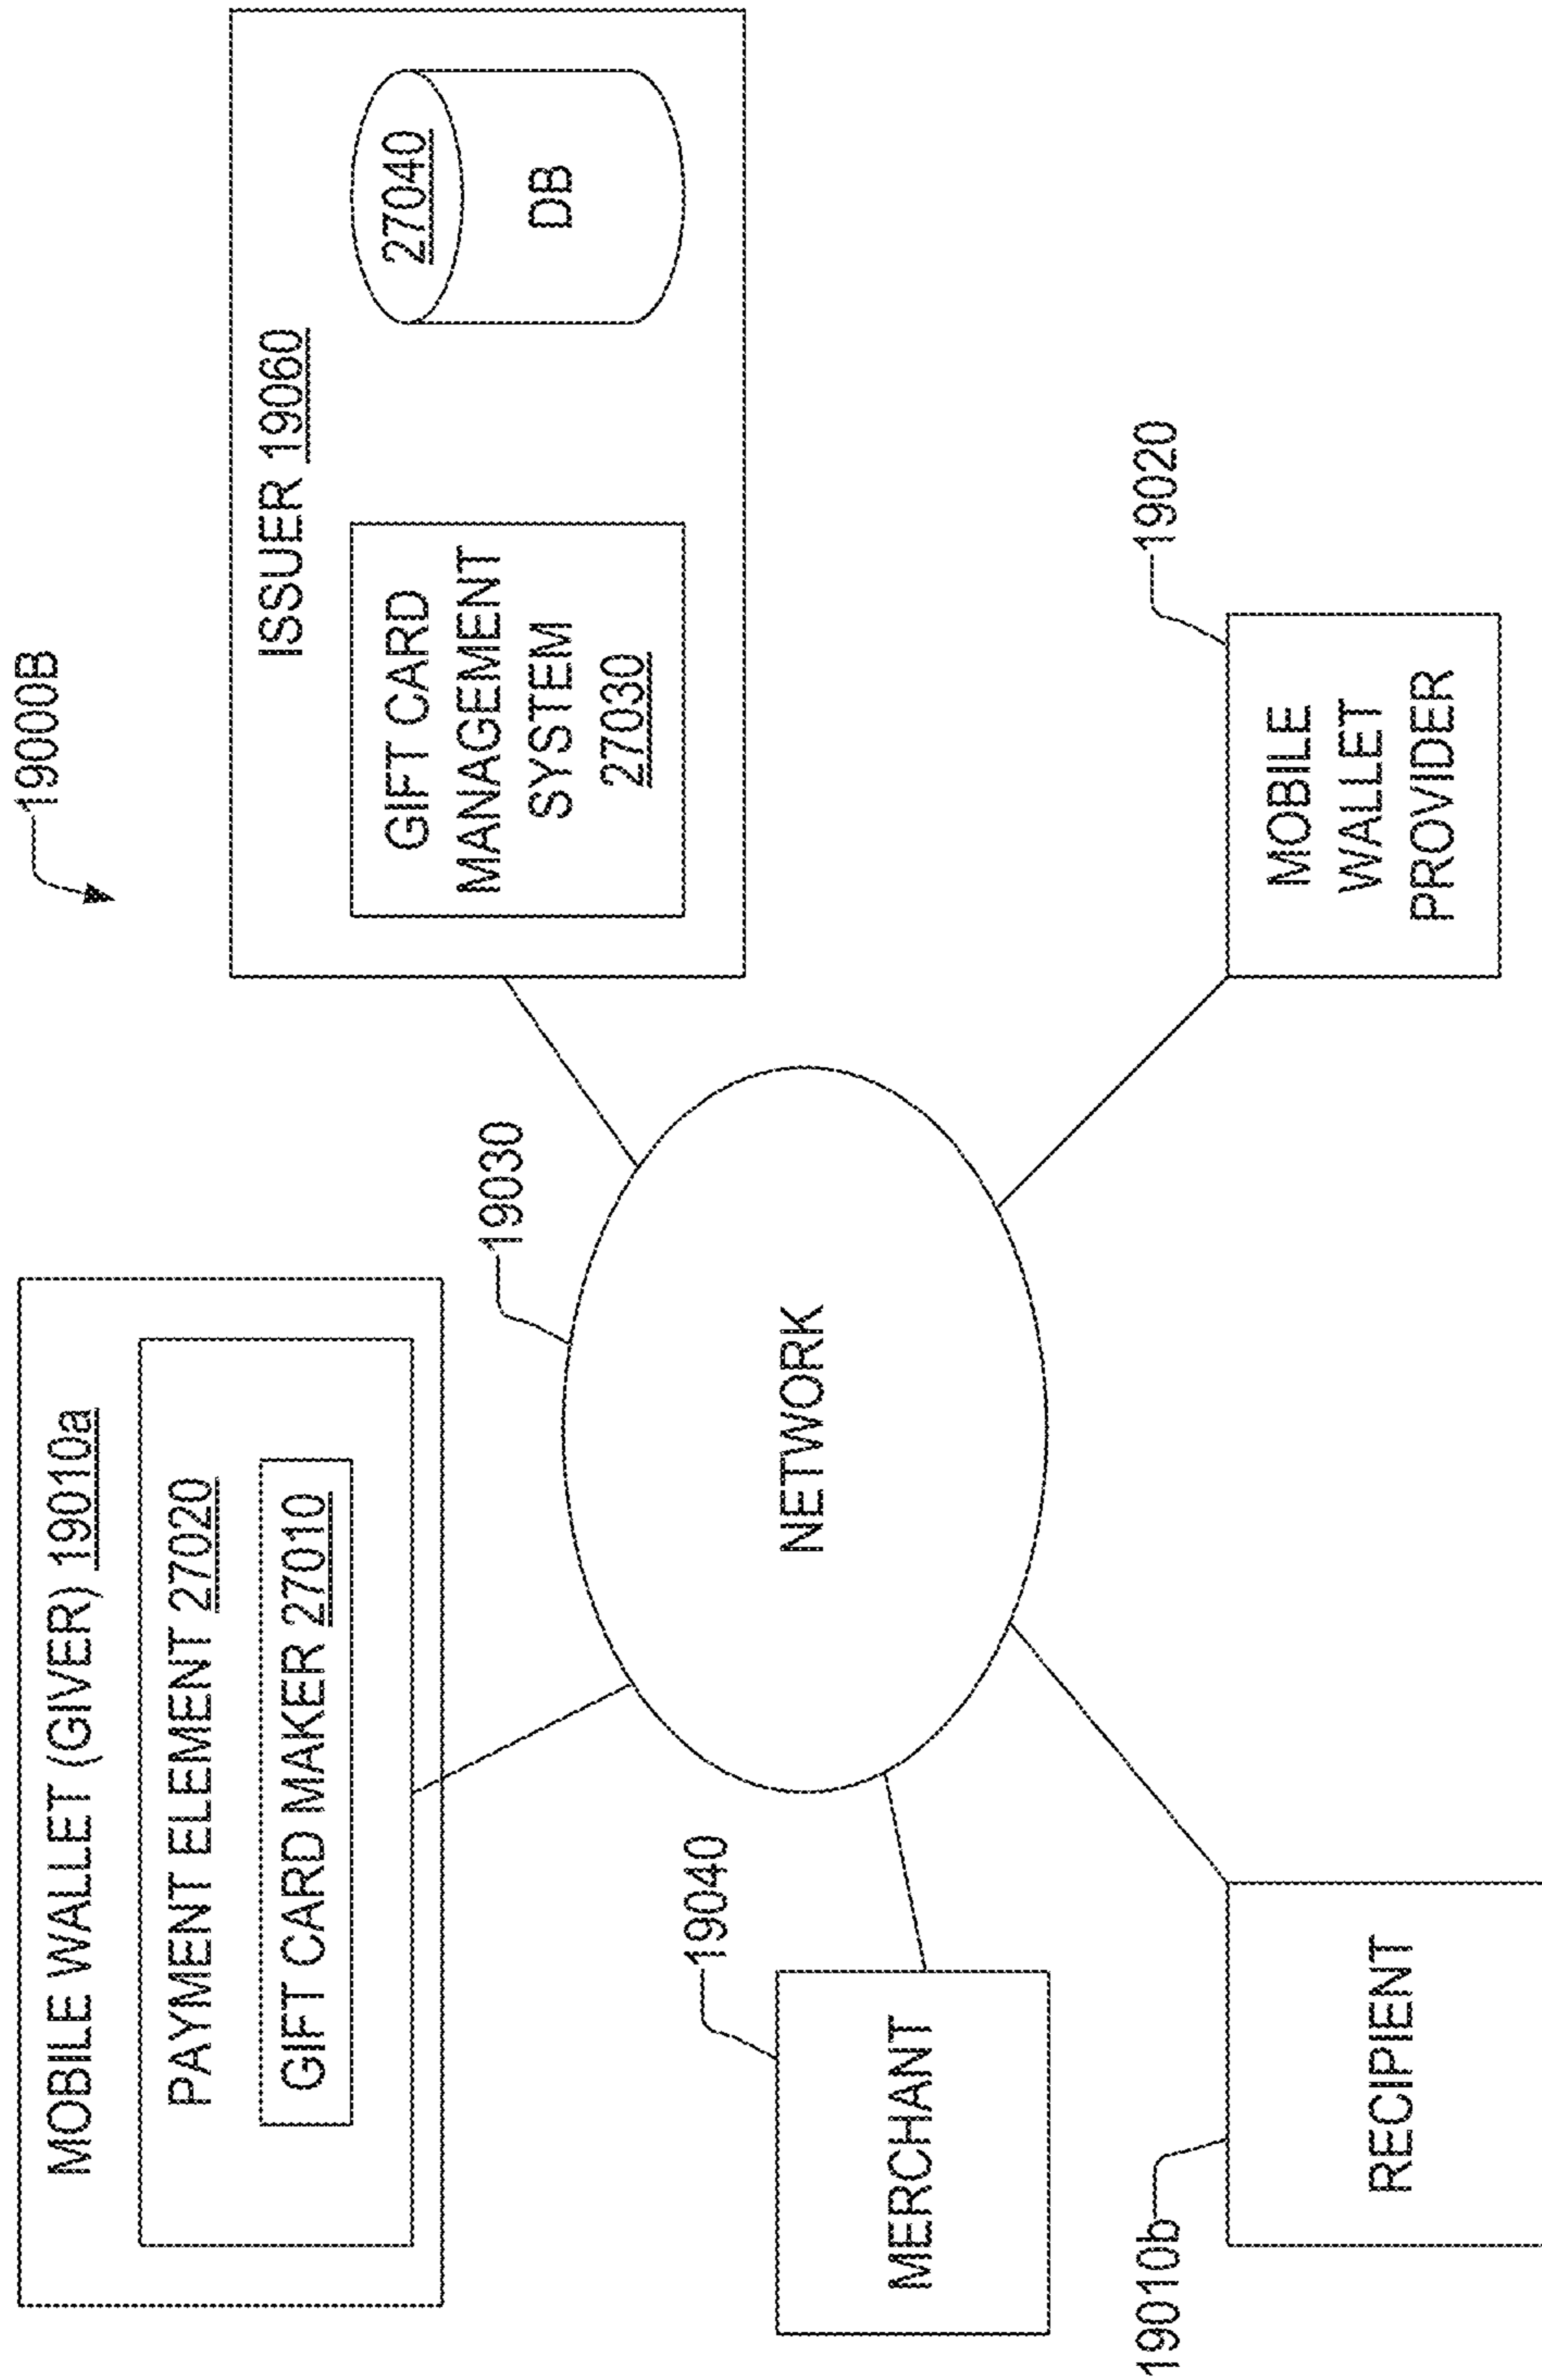 19000B
MOBILE WALLET (GIVER) 19010a
PAYMENT ELEMENT 27020
GIFT CARD MAKER 27010
ISSUER 19060
GIFT CARD
MANAGEMENT
SYSTEM
27030
27040
DB
19030
NETWORK
19040
MERCHANT
19010b
RECIPIENT
19020
MOBILE
WALLET
PROVIDER